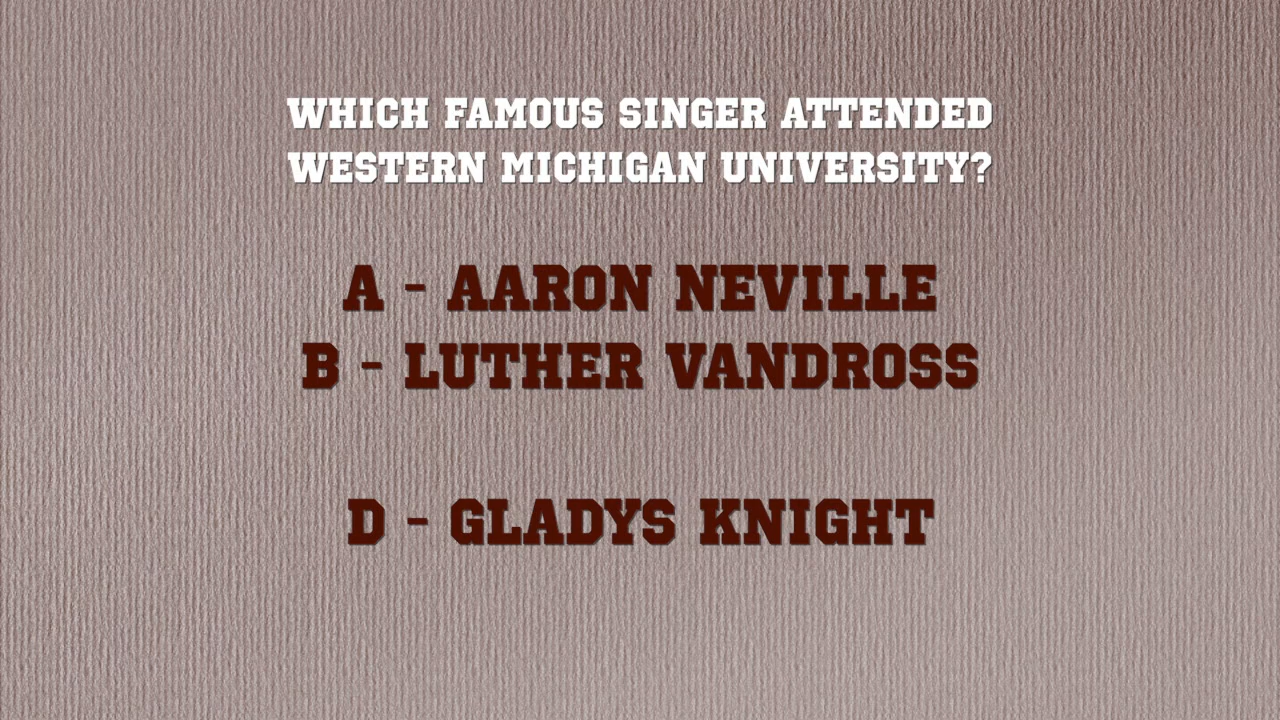 WHICH FAMOUS SINGER ATTENDED
WESTERN MICHIGAN UNIVERSITY?
A - AARON NEVILLE
B - LUTHER VANDROSS
D - GLADYS KNIGHT